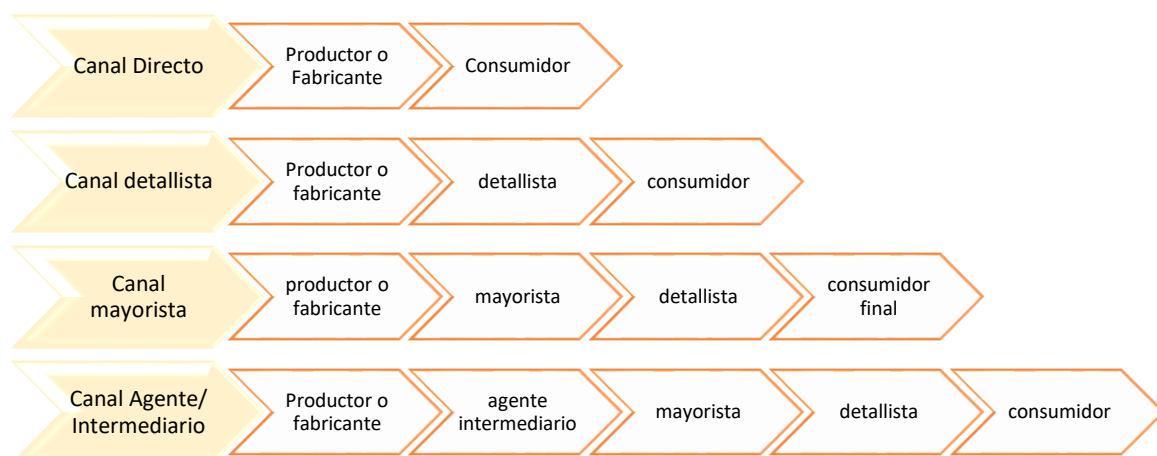 Canal Directo
Productor o
Fabricante
Consumidor
Canal detallista
Productor o
fabricante
detallista
consumidor
Canal
mayorista
productor o
fabricante
mayorista
detallista
consumidor
final
Canal Agente/
Intermediario
Productor o
fabricante
agente
intermediario
mayorista
detallista
consumidor